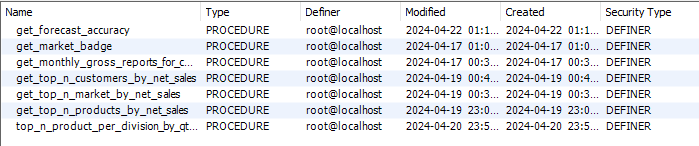 Name Type Definer Modified Created Security Type
get_forecast_accuracy PROCEDURE root@localhost 2024-04-22 01:1... 2024-04-22 01:1... DEFINER
get_market_badge PROCEDURE root@localhost 2024-04-17 01:0... 2024-04-17 01:0... DEFINER
get_monthly_gross_reports_for_c... PROCEDURE root@localhost 2024-04-17 00:3... 2024-04-17 00:3... DEFINER
get_top_n_customers_by_net_sales PROCEDURE root@localhost 2024-04-19 00:4... 2024-04-19 00:4... DEFINER
get_top_n_market_by_net_sales PROCEDURE root@localhost 2024-04-19 00:3... 2024-04-19 00:3... DEFINER
get_top_n_products_by_net_sales PROCEDURE root@localhost 2024-04-19 23:0... 2024-04-19 23:0... DEFINER
top_n_product_per_division_by_qt... PROCEDURE root@localhost 2024-04-20 23:5... 2024-04-20 23:5... DEFINER